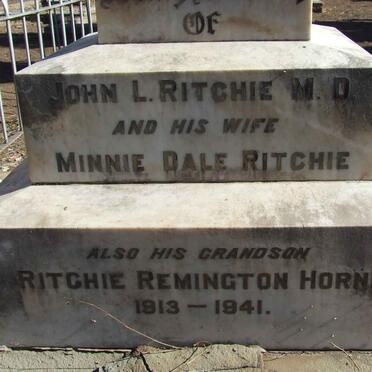 OF
JOHN L. RITCHIE M.D.
AND HIS WIFE
MINNIE DALE RITCHIE
ALSO HIS GRANDSON
RITCHIE REMINGTON HORN
1913 — 1941.